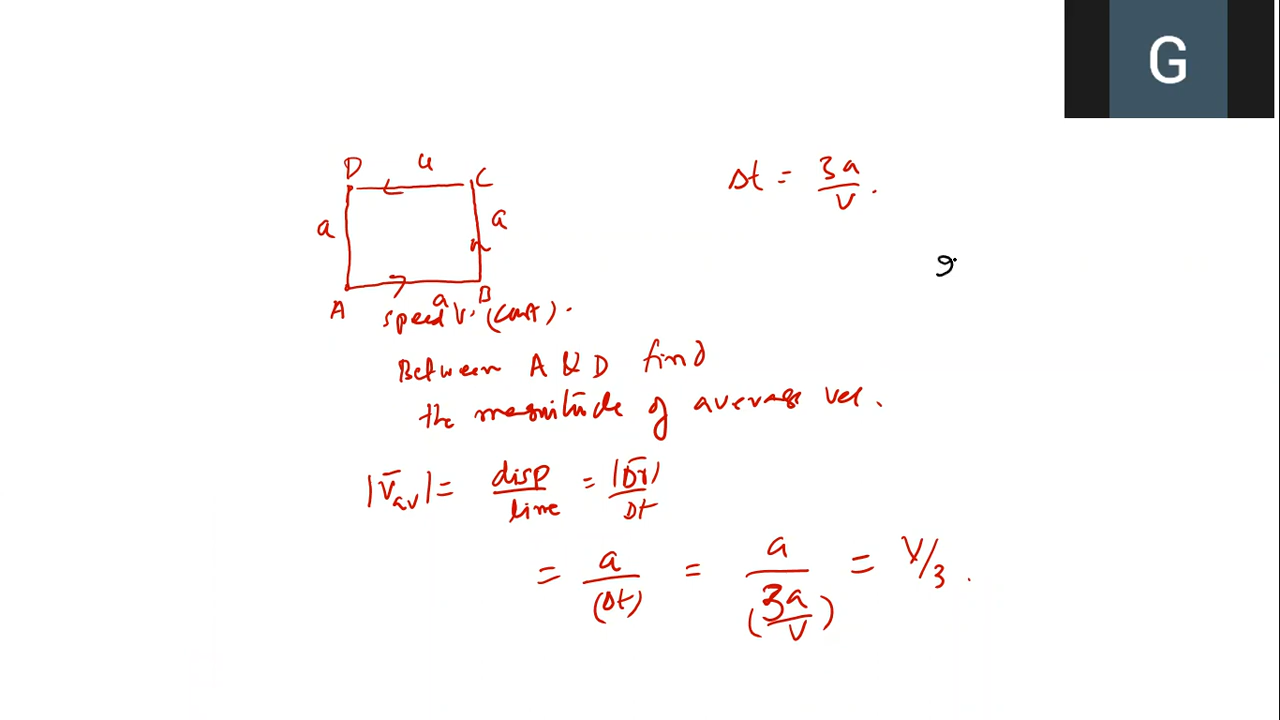 G
D a C
Δt = 3a/v .
a a
A a B
speed v. (const) .
Between A & D find
the magnitude of average vel .
|v̄av| = disp/time = |Δr̄|/Δt
= a/(Δt) = a/(3a/v) = v/3 .